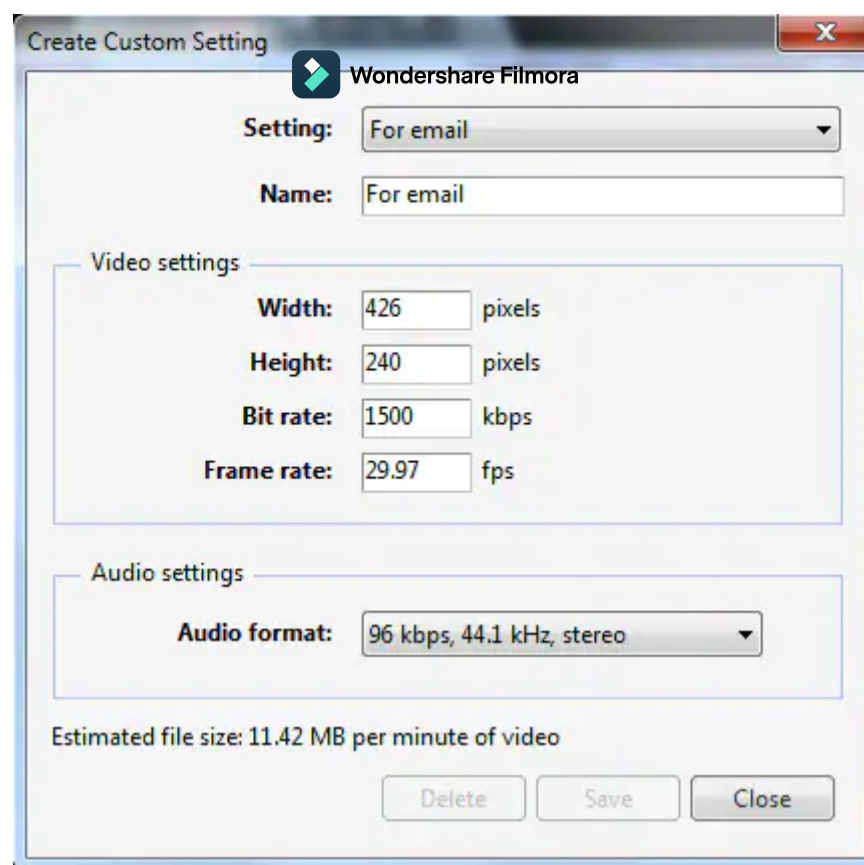 Create Custom Setting
Wondershare Filmora
Setting: For email
Name: For email
Video settings
Width: 426 pixels
Height: 240 pixels
Bit rate: 1500 kbps
Frame rate: 29.97 fps
Audio settings
Audio format: 96 kbps, 44.1 kHz, stereo
Estimated file size: 11.42 MB per minute of video
Delete Save Close